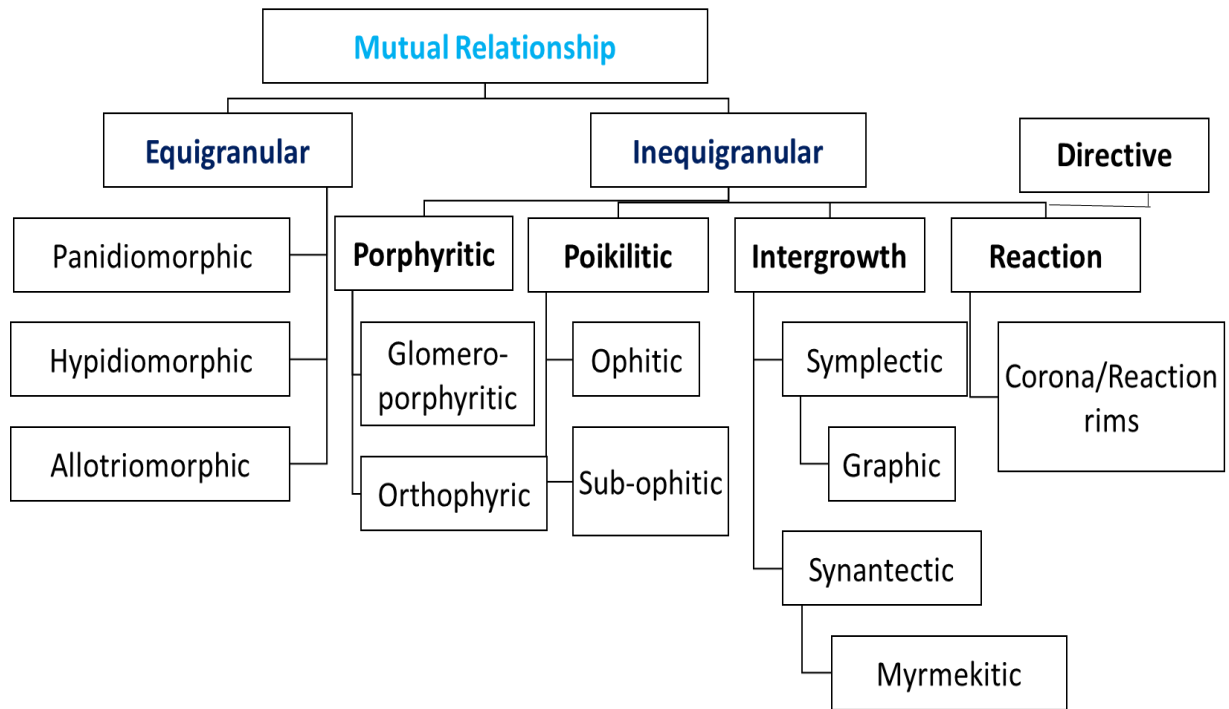 Mutual Relationship
Equigranular
Inequigranular
Directive
Panidiomorphic
Hypidiomorphic
Allotriomorphic
Porphyritic
Glomero-
porphyritic
Orthophyric
Poikilitic
Ophitic
Sub-ophitic
Intergrowth
Symplectic
Graphic
Synantectic
Myrmekitic
Reaction
Corona/Reaction
rims